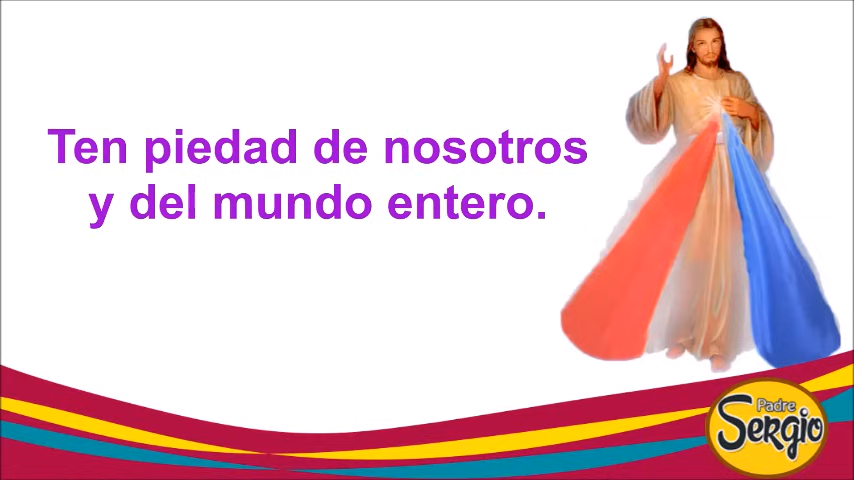 Ten piedad de nosotros
y del mundo entero.
Padre
Sergio